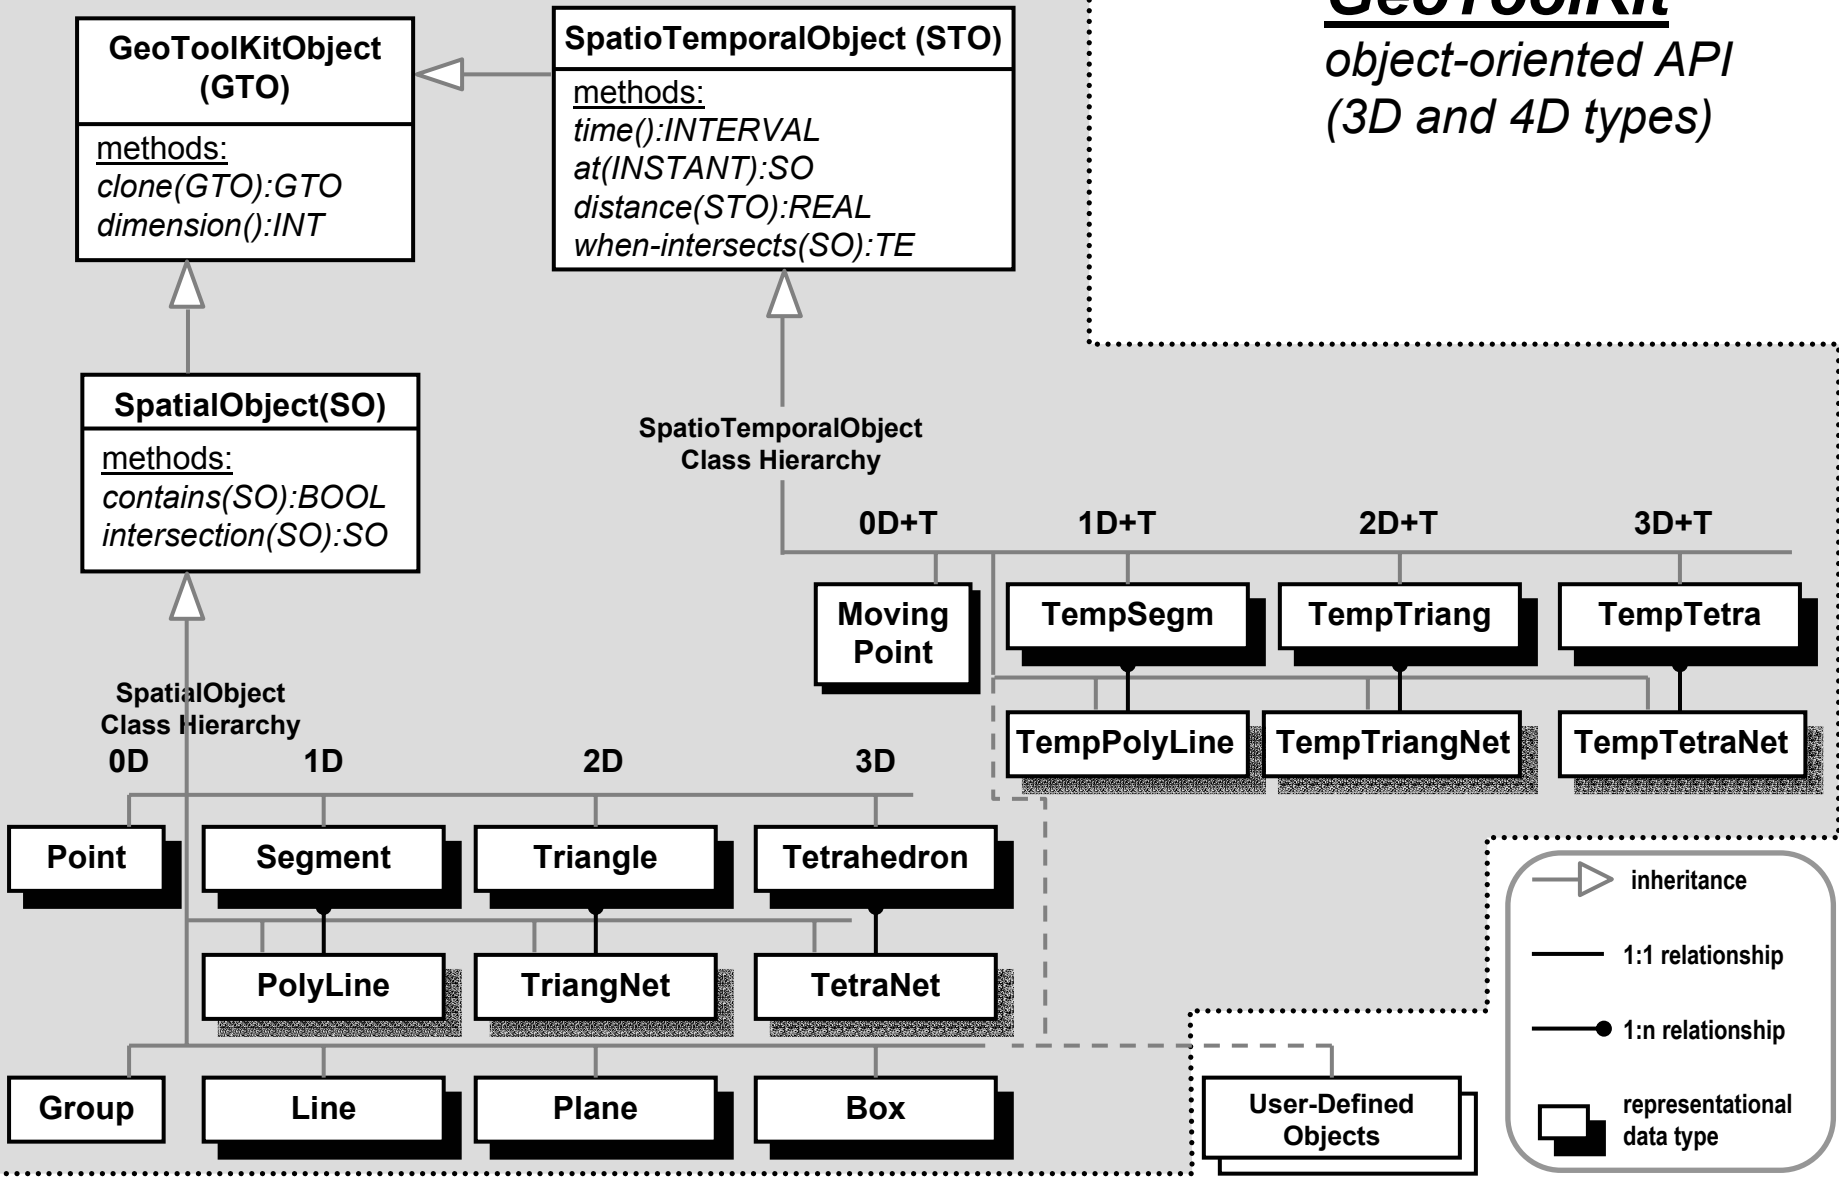 GeoToolKit
object-oriented API
(3D and 4D types)
GeoToolKitObject
(GTO)
methods:
clone(GTO):GTO
dimension():INT
SpatioTemporalObject (STO)
methods:
time():INTERVAL
at(INSTANT):SO
distance(STO):REAL
when-intersects(SO):TE
SpatialObject(SO)
methods:
contains(SO):BOOL
intersection(SO):SO
SpatioTemporalObject
Class Hierarchy
0D+T 1D+T 2D+T 3D+T
Moving
Point
TempSegm TempTriang TempTetra
TempPolyLine TempTriangNet TempTetraNet
SpatialObject
Class Hierarchy
0D 1D 2D 3D
Point Segment Triangle Tetrahedron
PolyLine TriangNet TetraNet
Group Line Plane Box
User-Defined
Objects
inheritance
1:1 relationship
1:n relationship
representational
data type